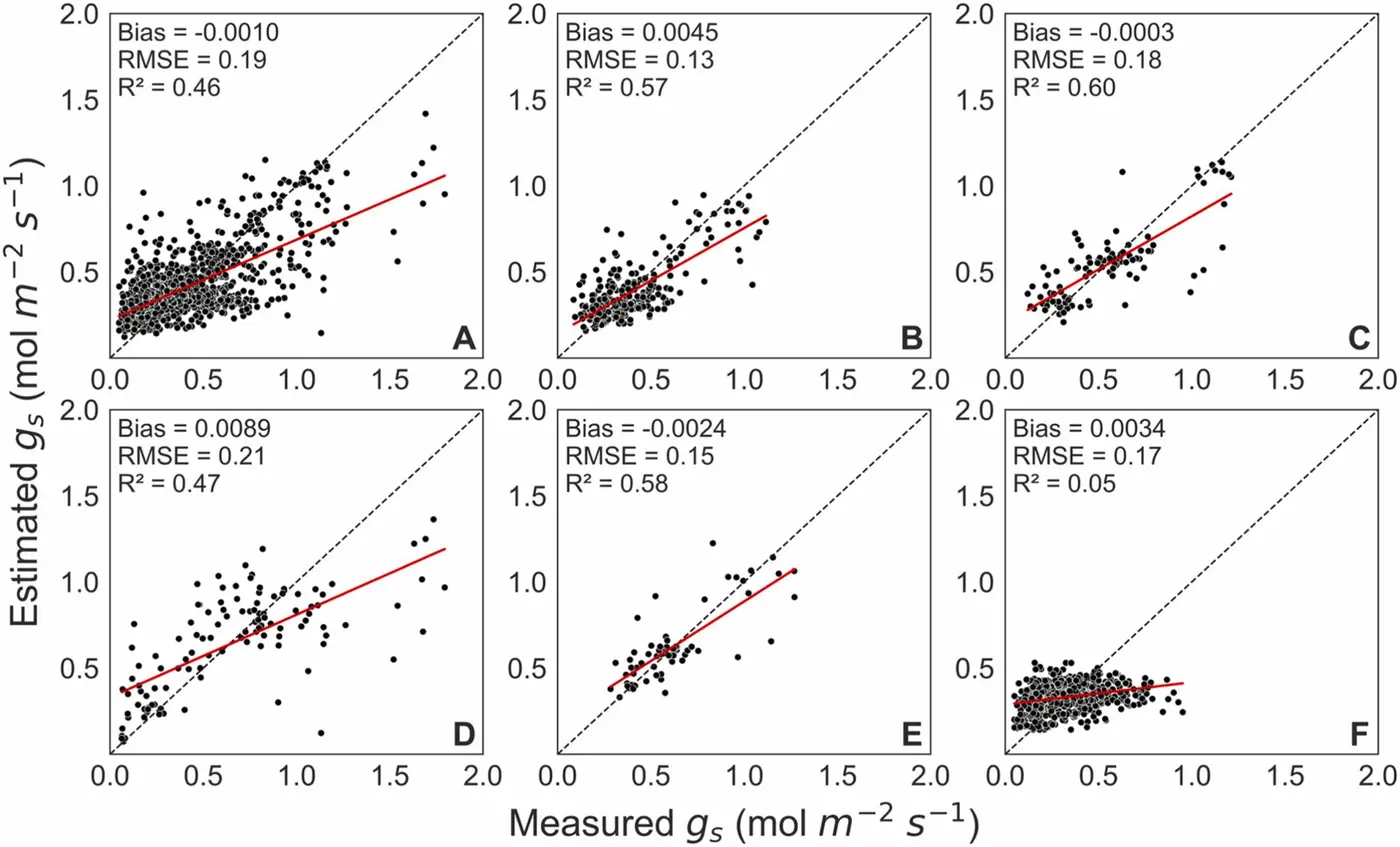 Estimated gs (mol m−2 s−1)
2.0
1.5
1.0
0.5
Bias = -0.0010
RMSE = 0.19
R² = 0.46
A
0.0 0.5 1.0 1.5 2.0
2.0
1.5
1.0
0.5
Bias = 0.0045
RMSE = 0.13
R² = 0.57
B
0.0 0.5 1.0 1.5 2.0
2.0
1.5
1.0
0.5
Bias = -0.0003
RMSE = 0.18
R² = 0.60
C
0.0 0.5 1.0 1.5 2.0
2.0
1.5
1.0
0.5
Bias = 0.0089
RMSE = 0.21
R² = 0.47
D
0.0 0.5 1.0 1.5 2.0
2.0
1.5
1.0
0.5
Bias = -0.0024
RMSE = 0.15
R² = 0.58
E
0.0 0.5 1.0 1.5 2.0
2.0
1.5
1.0
0.5
Bias = 0.0034
RMSE = 0.17
R² = 0.05
F
0.0 0.5 1.0 1.5 2.0
Measured gs (mol m−2 s−1)